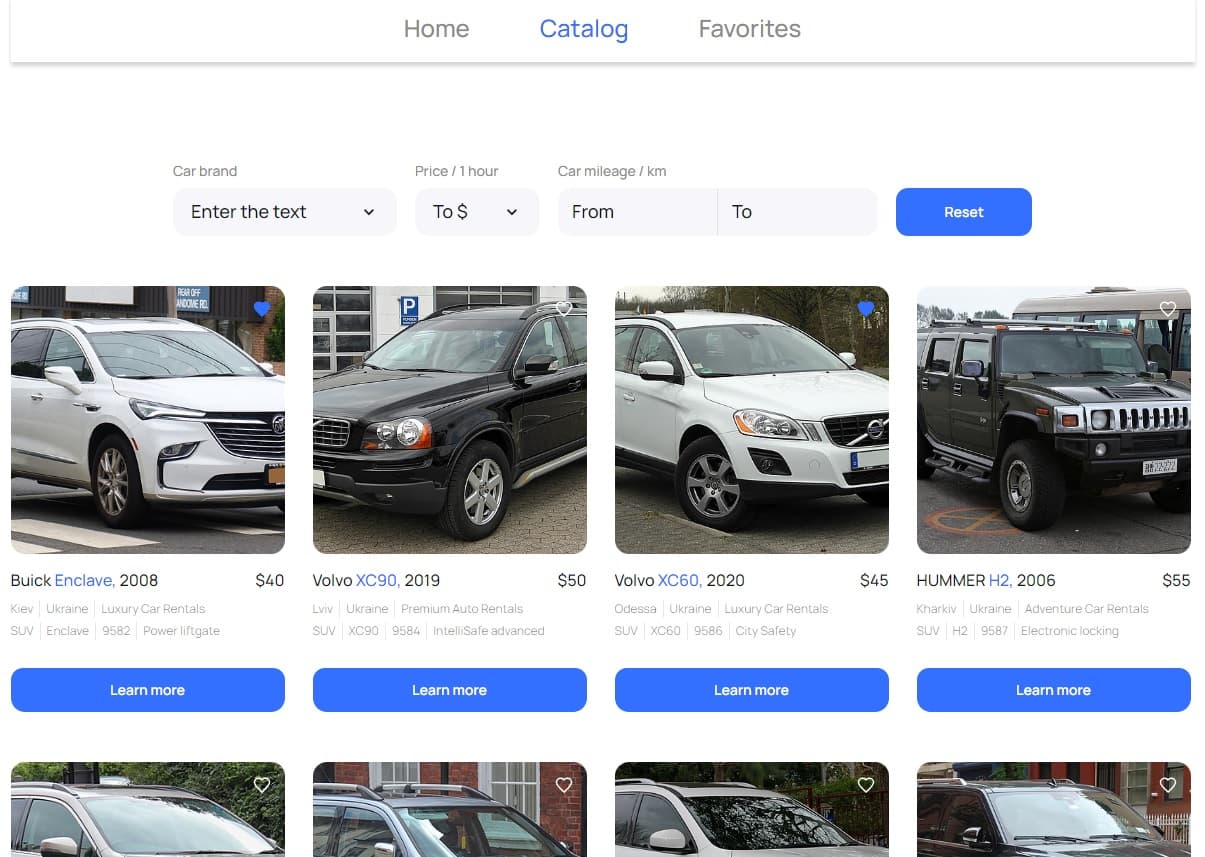 Home Catalog Favorites
Car brand Price / 1 hour Car mileage / km
Enter the text To $ From To Reset
REAR OFF
ANDOME RD.
P
Buick Enclave, 2008 $40
Kiev Ukraine Luxury Car Rentals
SUV Enclave 9582 Power liftgate
Learn more
Volvo XC90, 2019 $50
Lviv Ukraine Premium Auto Rentals
SUV XC90 9584 IntelliSafe advanced
Learn more
Volvo XC60, 2020 $45
Odessa Ukraine Luxury Car Rentals
SUV XC60 9586 City Safety
Learn more
HUMMER H2, 2006 $55
Kharkiv Ukraine Adventure Car Rentals
SUV H2 9587 Electronic locking
Learn more